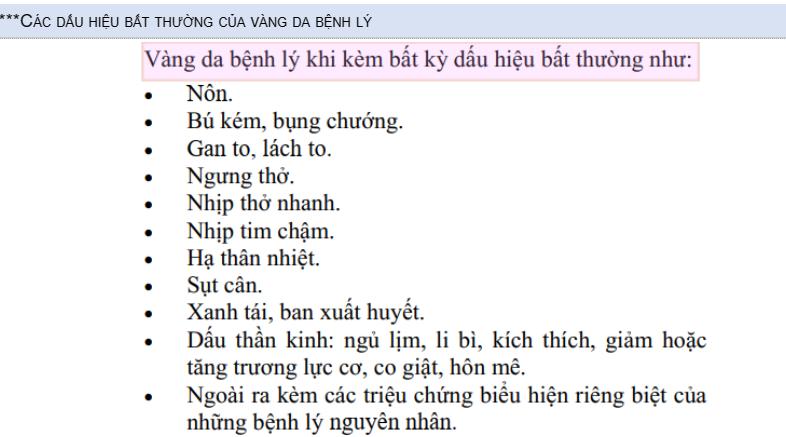 ***CÁC DẤU HIỆU BẤT THƯỜNG CỦA VÀNG DA BỆNH LÝ
Vàng da bệnh lý khi kèm bất kỳ dấu hiệu bất thường như:
• Nôn.
• Bú kém, bụng chướng.
• Gan to, lách to.
• Ngưng thở.
• Nhịp thở nhanh.
• Nhịp tim chậm.
• Hạ thân nhiệt.
• Sụt cân.
• Xanh tái, ban xuất huyết.
• Dấu thần kinh: ngủ lịm, li bì, kích thích, giảm hoặc
tăng trương lực cơ, co giật, hôn mê.
• Ngoài ra kèm các triệu chứng biểu hiện riêng biệt của
những bệnh lý nguyên nhân.